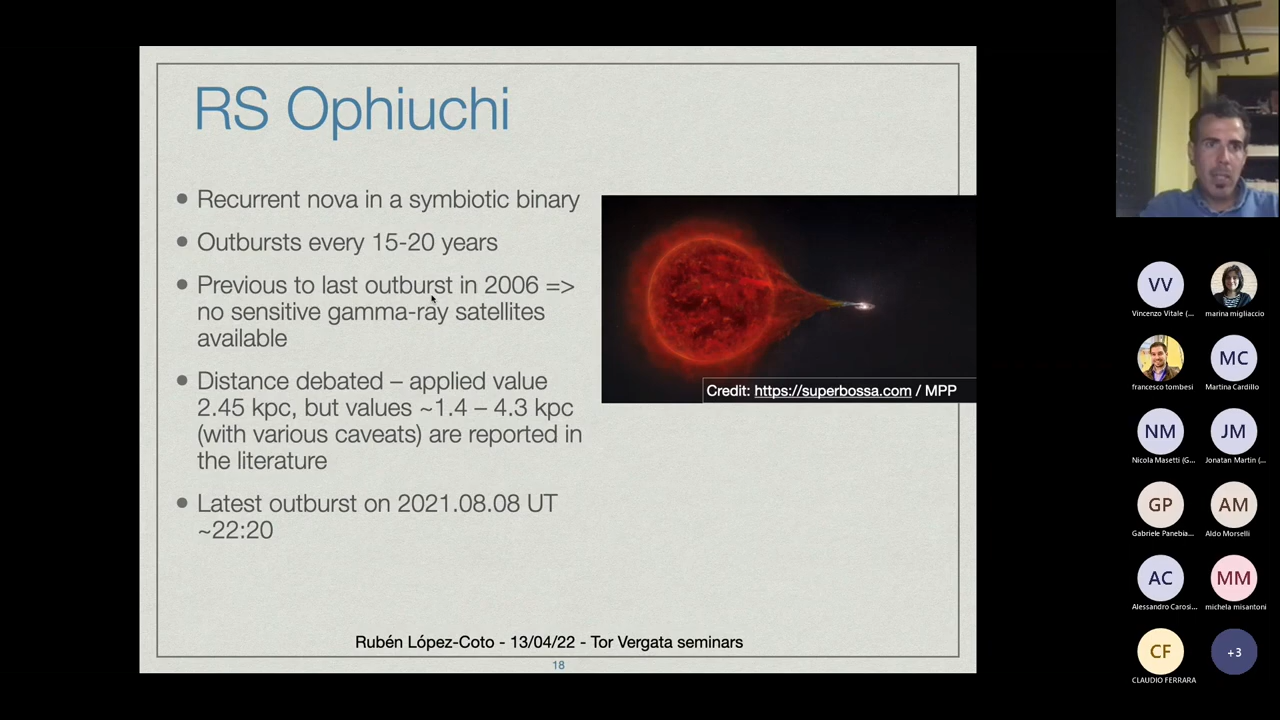 RS Ophiuchi
• Recurrent nova in a symbiotic binary
• Outbursts every 15-20 years
• Previous to last outburst in 2006 =>
no sensitive gamma-ray satellites
available
• Distance debated – applied value
2.45 kpc, but values ~1.4 – 4.3 kpc
(with various caveats) are reported in
the literature
• Latest outburst on 2021.08.08 UT
~22:20
Credit: https://superbossa.com / MPP
Rubén López-Coto - 13/04/22 - Tor Vergata seminars
18
VV
Vincenzo Vitale (...
marina migliaccio
francesco tombesi
MC
Martina Cardillo
NM
Nicola Masetti (G...
JM
Jonatan Martin (...
GP
Gabriele Panebia...
AM
Aldo Morselli
AC
Alessandro Carosi...
MM
michela misantoni
CF
CLAUDIO FERRARA
+3